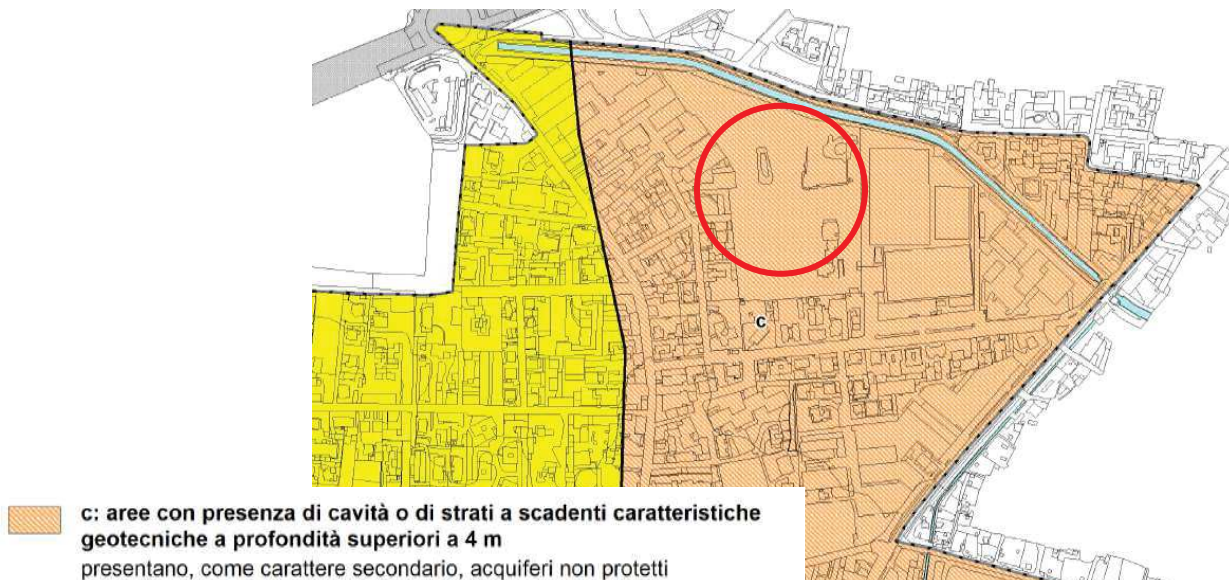 c
c: aree con presenza di cavità o di strati a scadenti caratteristiche
geotecniche a profondità superiori a 4 m
presentano, come carattere secondario, acquiferi non protetti